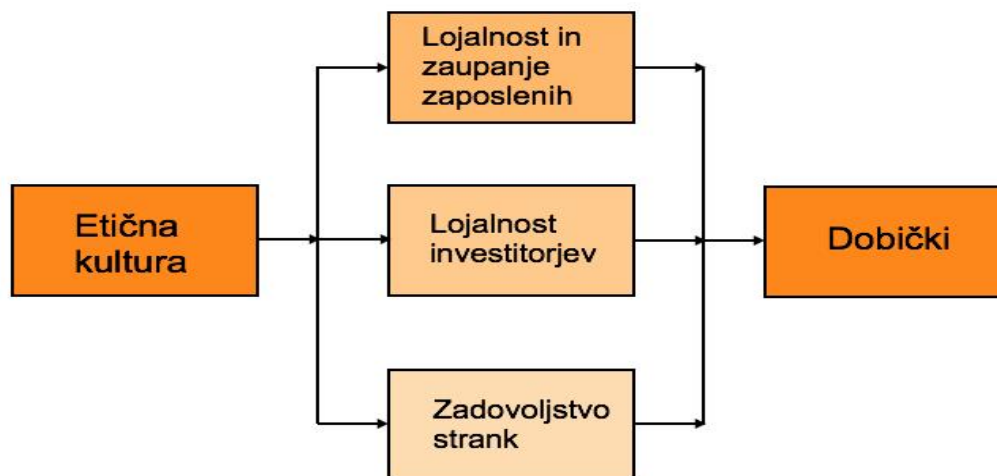 Lojalnost in
zaupanje
zaposlenih
Etična
kultura
Lojalnost
investitorjev
Dobički
Zadovoljstvo
strank